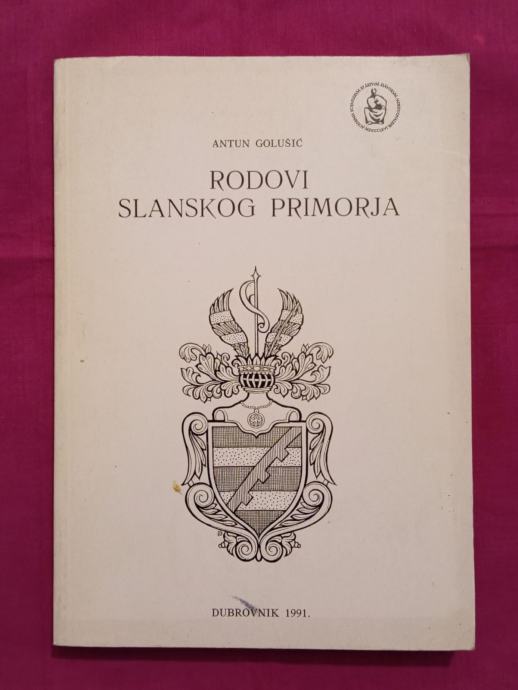 ANTUN GOLUŠIĆ
RODOVI
SLANSKOG PRIMORJA
DUBROVNIK 1991.